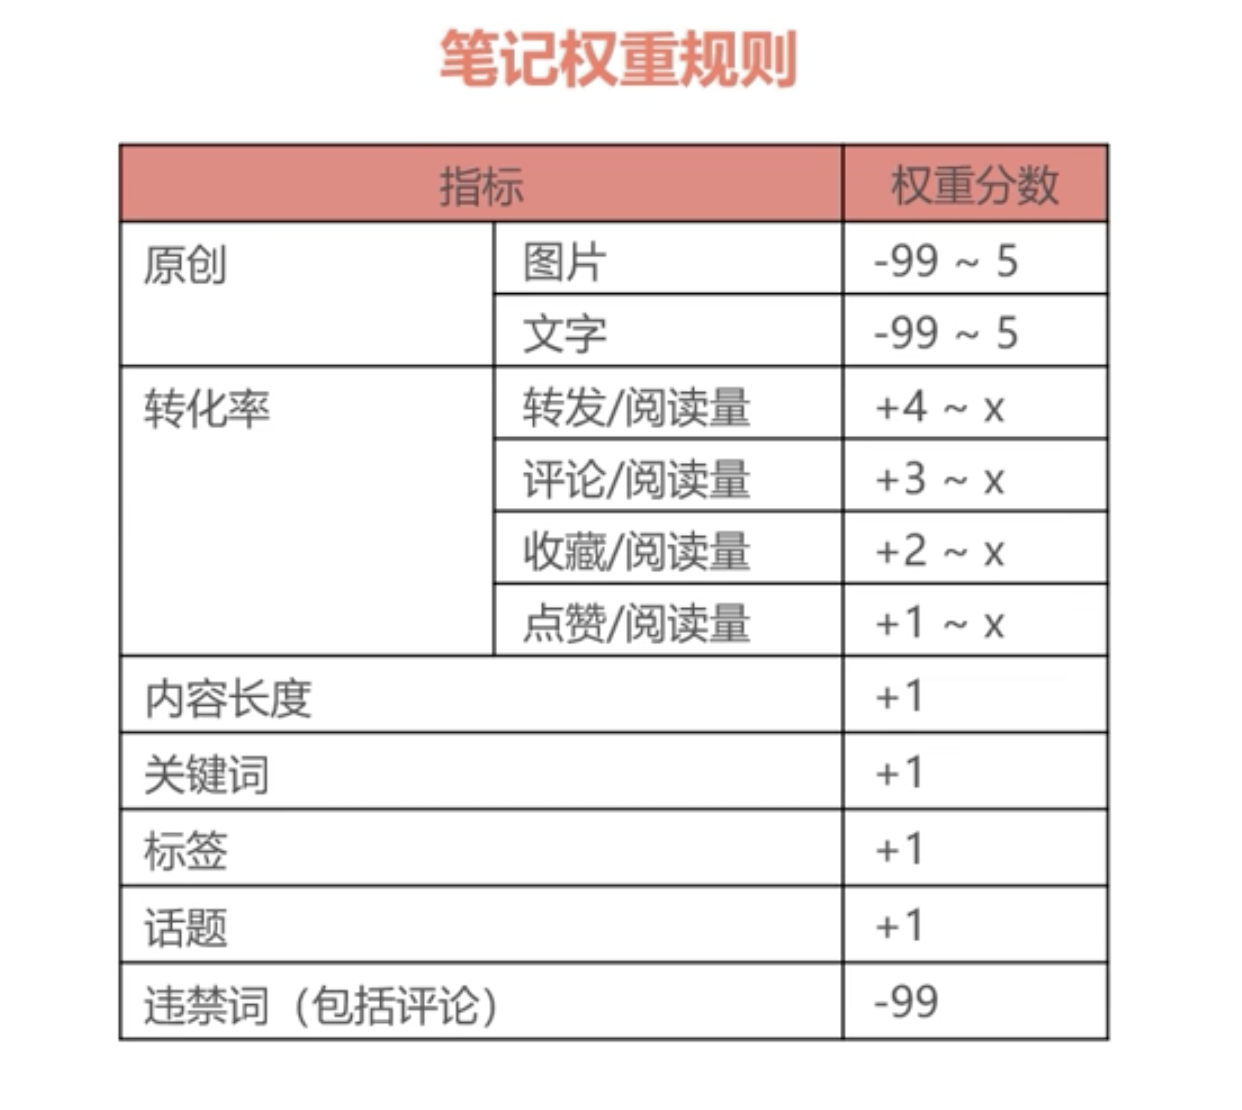 笔记权重规则
指标 权重分数
原创 图片 -99 ~ 5
文字 -99 ~ 5
转化率 转发/阅读量 +4 ~ x
评论/阅读量 +3 ~ x
收藏/阅读量 +2 ~ x
点赞/阅读量 +1 ~ x
内容长度 +1
关键词 +1
标签 +1
话题 +1
违禁词（包括评论） -99